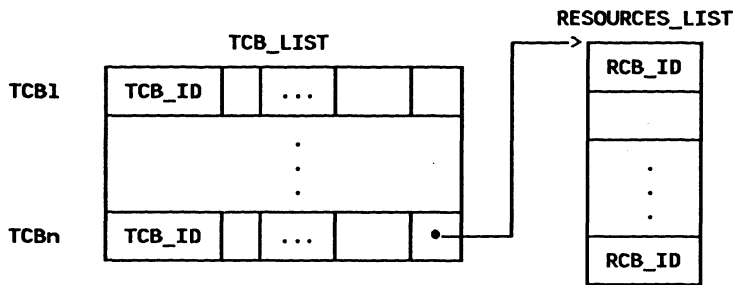 RESOURCES_LIST
TCB_LIST
RCB_ID
TCB1 TCB_ID ...
TCBn TCB_ID ...
RCB_ID